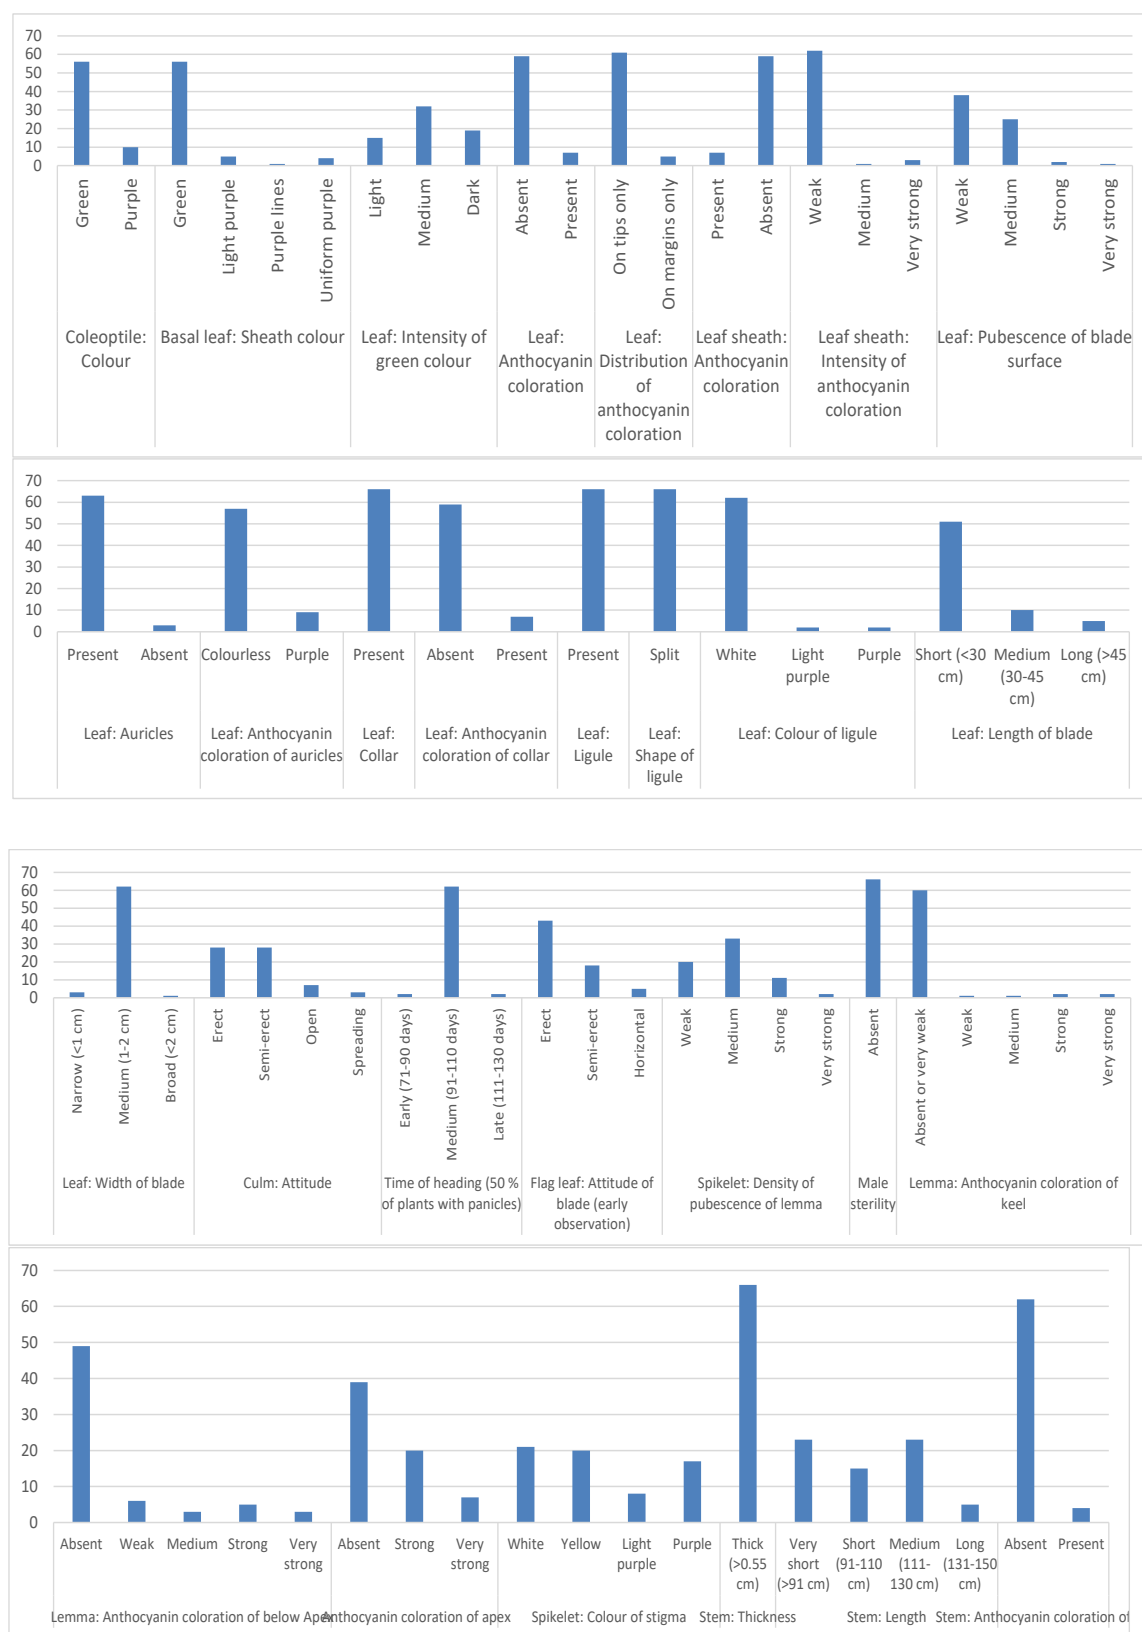 70
60
50
40
30
20
10
0
Green
Purple
Green
Light purple
Purple lines
Uniform purple
Light
Medium
Dark
Absent
Present
On tips only
On margins only
Present
Absent
Weak
Medium
Very strong
Weak
Medium
Strong
Very strong
Coleoptile:
Colour
Basal leaf: Sheath colour
Leaf: Intensity of
green colour
Leaf:
Anthocyanin
coloration
Leaf:
Distribution
of
anthocyanin
coloration
Leaf sheath:
Anthocyanin
coloration
Leaf sheath:
Intensity of
anthocyanin
coloration
Leaf: Pubescence of blade
surface
70
60
50
40
30
20
10
0
Present
Absent
Colourless
Purple
Present
Absent
Present
Present
Split
White
Light
purple
Purple
Short (<30
cm)
Medium
(30-45
cm)
Long (>45
cm)
Leaf: Auricles
Leaf: Anthocyanin
coloration of auricles
Leaf:
Collar
Leaf: Anthocyanin
coloration of collar
Leaf:
Ligule
Leaf:
Shape of
ligule
Leaf: Colour of ligule
Leaf: Length of blade
70
60
50
40
30
20
10
0
Narrow (<1 cm)
Medium (1-2 cm)
Broad (<2 cm)
Erect
Semi-erect
Open
Spreading
Early (71-90 days)
Medium (91-110 days)
Late (111-130 days)
Erect
Semi-erect
Horizontal
Weak
Medium
Strong
Very strong
Absent
Absent or very weak
Weak
Medium
Strong
Very strong
Leaf: Width of blade
Culm: Attitude
Time of heading (50 %
of plants with panicles)
Flag leaf: Attitude of
blade (early
observation)
Spikelet: Density of
pubescence of lemma
Male
sterility
Lemma: Anthocyanin coloration of
keel
70
60
50
40
30
20
10
0
Absent
Weak
Medium
Strong
Very
strong
Absent
Strong
Very
strong
White
Yellow
Light
purple
Purple
Thick
(>0.55
cm)
Very
short
(>91 cm)
Short
(91-110
cm)
Medium
(111-
130 cm)
Long
(131-150
cm)
Absent
Present
Lemma: Anthocyanin coloration of below Apex
Anthocyanin coloration of apex
Spikelet: Colour of stigma
Stem: Thickness
Stem: Length
Stem: Anthocyanin coloration of